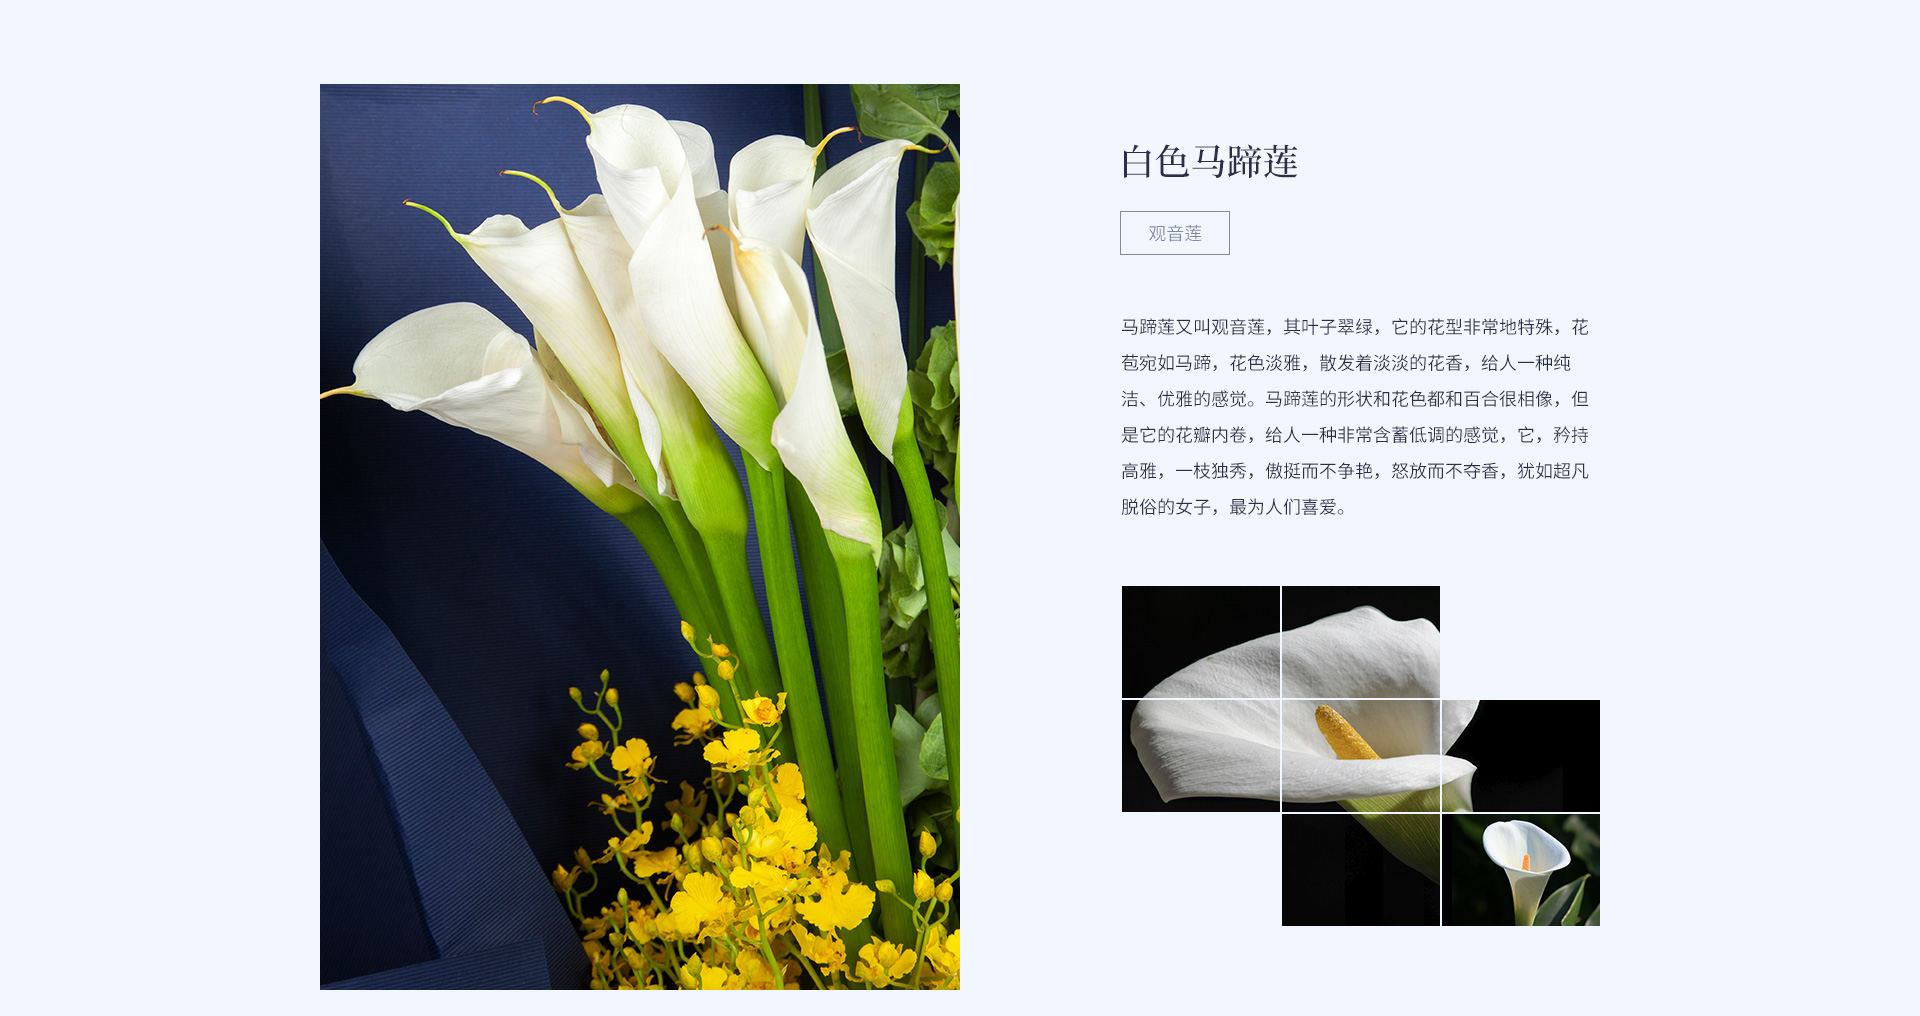 白色马蹄莲
观音莲
马蹄莲又叫观音莲，其叶子翠绿，它的花型非常地特殊，花
苞宛如马蹄，花色淡雅，散发着淡淡的花香，给人一种纯
洁、优雅的感觉。马蹄莲的形状和花色都和百合很相像，但
是它的花瓣内卷，给人一种非常含蓄低调的感觉，它，矜持
高雅，一枝独秀，傲挺而不争艳，怒放而不夺香，犹如超凡
脱俗的女子，最为人们喜爱。